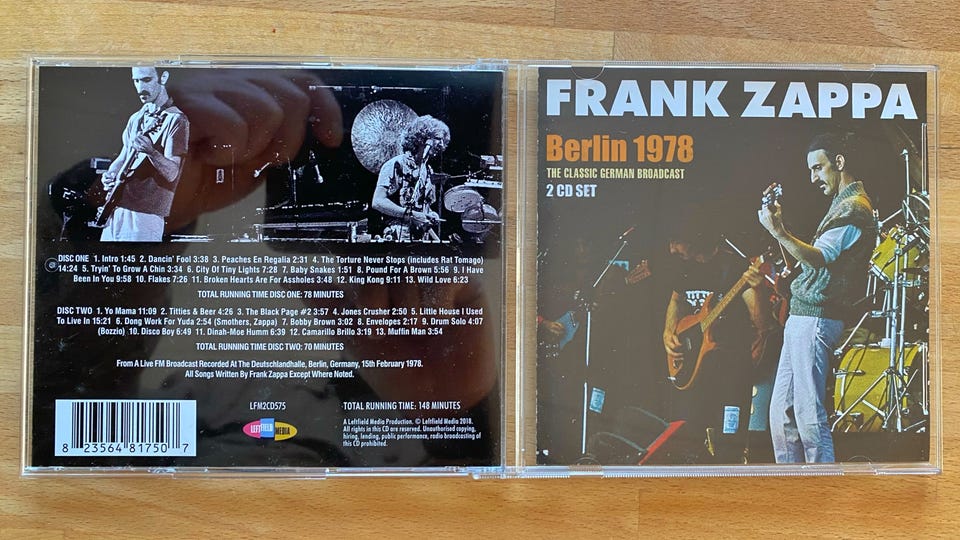 DISC ONE 1. Intro 1:45 2. Dancin' Fool 3:38 3. Peaches En Regalia 2:31 4. The Torture Never Stops (includes Rat Tomago)
14:24 5. Tryin' To Grow A Chin 3:34 6. City Of Tiny Lights 7:28 7. Baby Snakes 1:51 8. Pound For A Brown 5:56 9. I Have
Been In You 9:58 10. Flakes 7:26 11. Broken Hearts Are For Assholes 3:48 12. King Kong 9:11 13. Wild Love 6:23
TOTAL RUNNING TIME DISC ONE: 78 MINUTES
DISC TWO 1. Yo Mama 11:09 2. Titties & Beer 4:26 3. The Black Page #2 3:57 4. Jones Crusher 2:50 5. Little House I Used
To Live In 15:21 6. Dong Work For Yuda 2:54 (Smothers, Zappa) 7. Bobby Brown 3:02 8. Envelopes 2:17 9. Drum Solo 4:07
(Bozzio) 10. Disco Boy 6:49 11. Dinah-Moe Humm 6:39 12. Camarillo Brillo 3:19 13. Muffin Man 3:54
TOTAL RUNNING TIME DISC TWO: 70 MINUTES
From A Live FM Broadcast Recorded At The Deutschlandhalle, Berlin, Germany, 15th February 1978.
All Songs Written By Frank Zappa Except Where Noted.
8 23564 81750 7
LFM2CD575
LEFTFIELD MEDIA
TOTAL RUNNING TIME: 148 MINUTES
A Leftfield Media Production. © Leftfield Media 2018.
All rights in this CD are reserved. Unauthorised copying,
hiring, lending, public performance, radio broadcasting of
this CD prohibited.
FRANK ZAPPA
Berlin 1978
THE CLASSIC GERMAN BROADCAST
2 CD SET